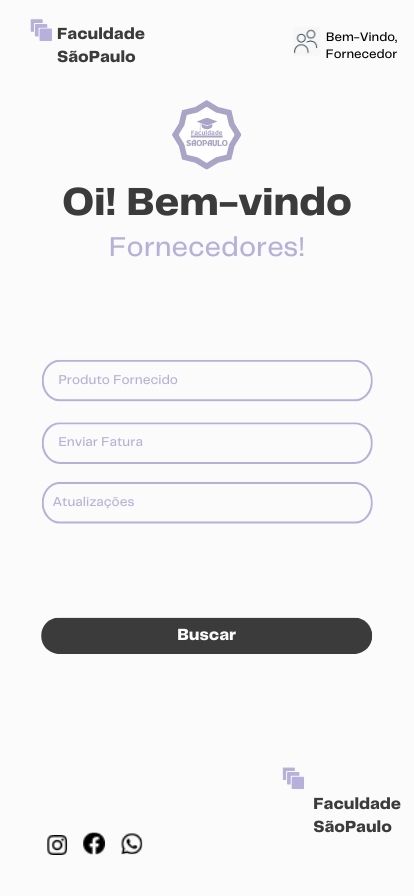 Faculdade
SãoPaulo
Bem-Vindo,
Fornecedor
Faculdade
SAOPAULO
Oi! Bem-vindo
Fornecedores!
Produto Fornecido
Enviar Fatura
Atualizações
Buscar
Faculdade
SãoPaulo